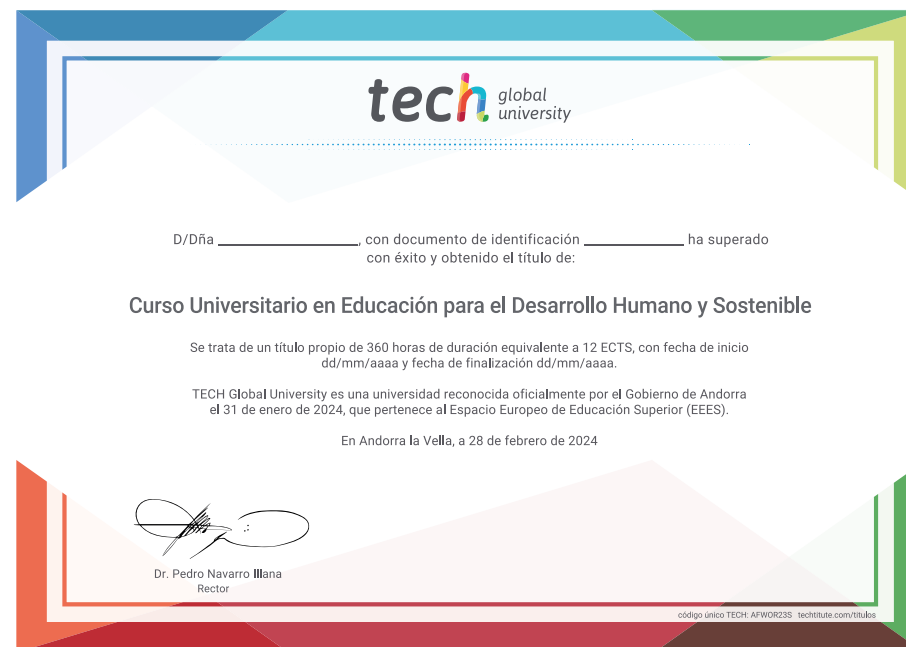 tech global
university
D/Dña ______________, con documento de identificación __________ ha superado
con éxito y obtenido el título de:
Curso Universitario en Educación para el Desarrollo Humano y Sostenible
Se trata de un título propio de 360 horas de duración equivalente a 12 ECTS, con fecha de inicio
dd/mm/aaaa y fecha de finalización dd/mm/aaaa.
TECH Global University es una universidad reconocida oficialmente por el Gobierno de Andorra
el 31 de enero de 2024, que pertenece al Espacio Europeo de Educación Superior (EEES).
En Andorra la Vella, a 28 de febrero de 2024
Dr. Pedro Navarro Illana
Rector
código único TECH: AFWOR23S techtitute.com/titulos